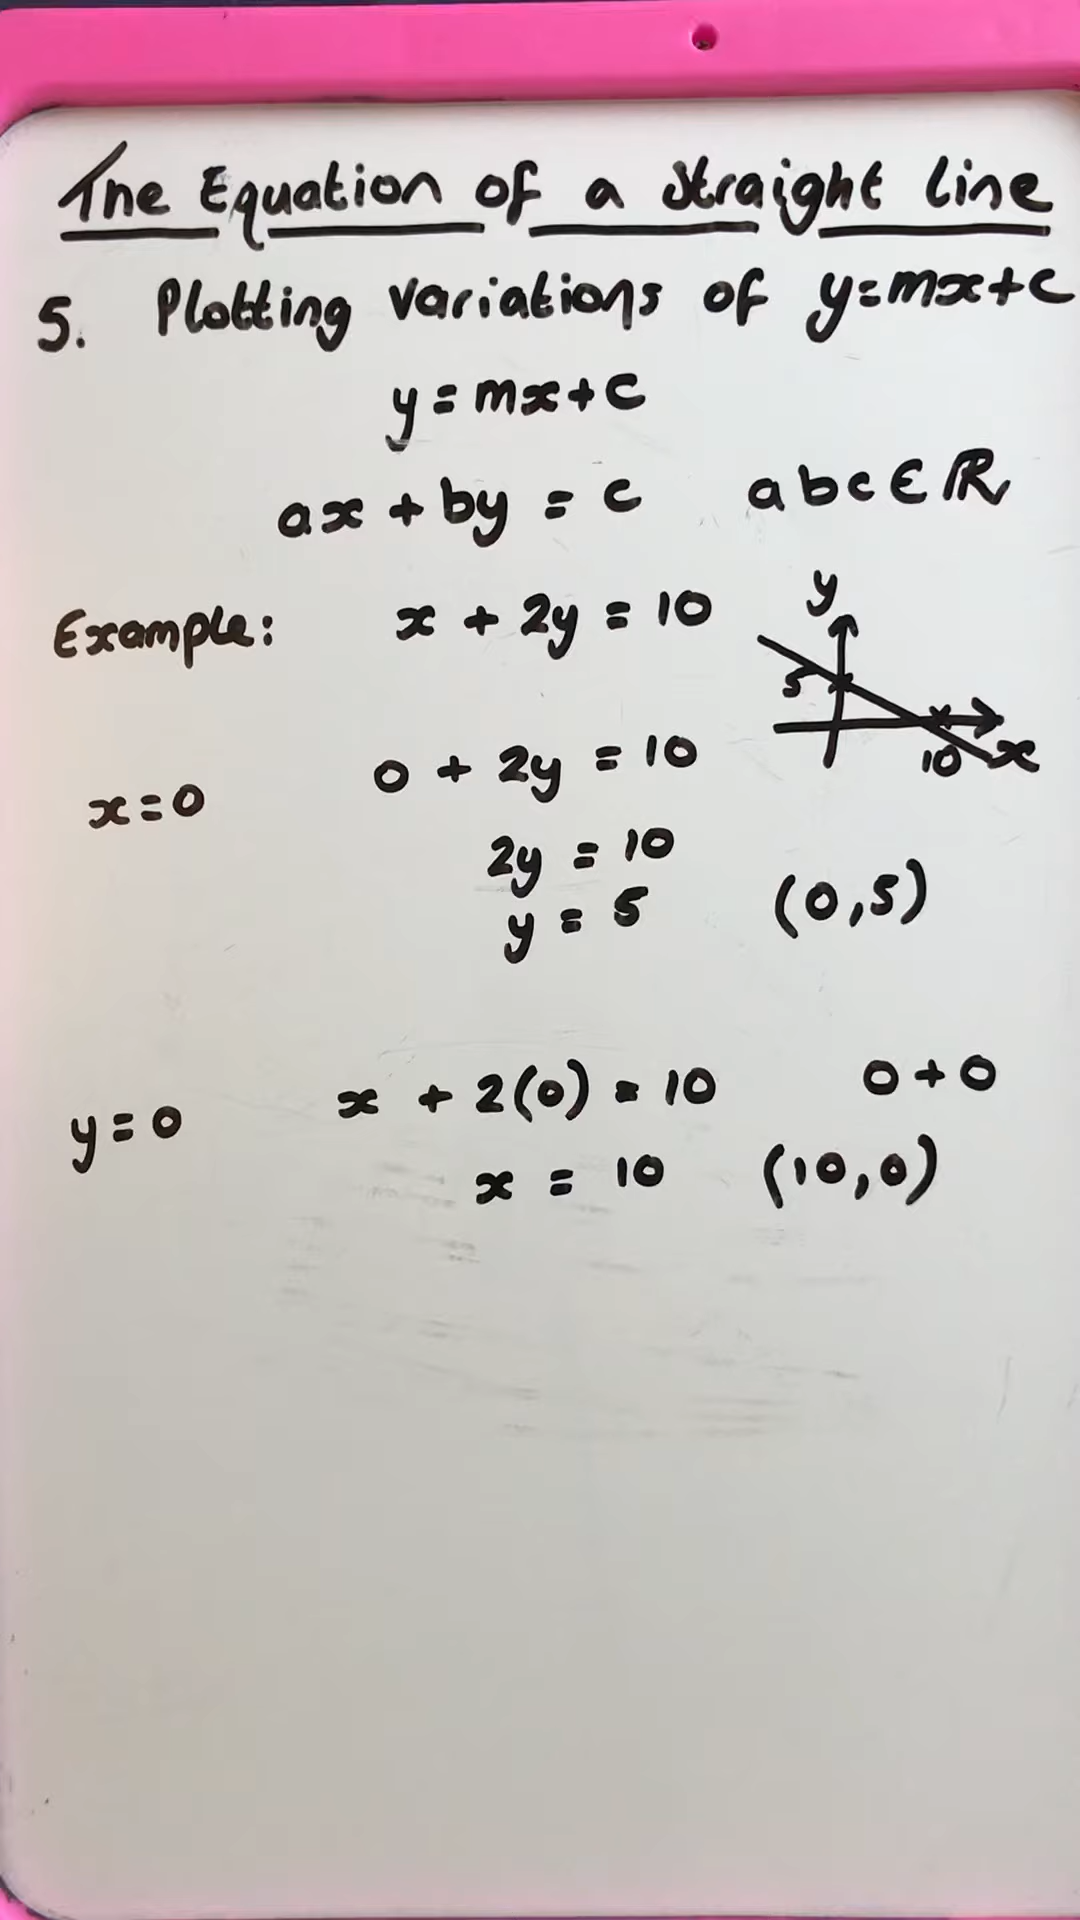 The Equation of a Straight Line
5. Plotting variations of y=mx+c
y=mx+c
ax + by = c abc∈ℝ
Example: x + 2y = 10
y
5
10 x
x=0 0 + 2y = 10
2y = 10
y = 5 (0,5)
y=0 x + 2(0) = 10 0+0
x = 10 (10,0)